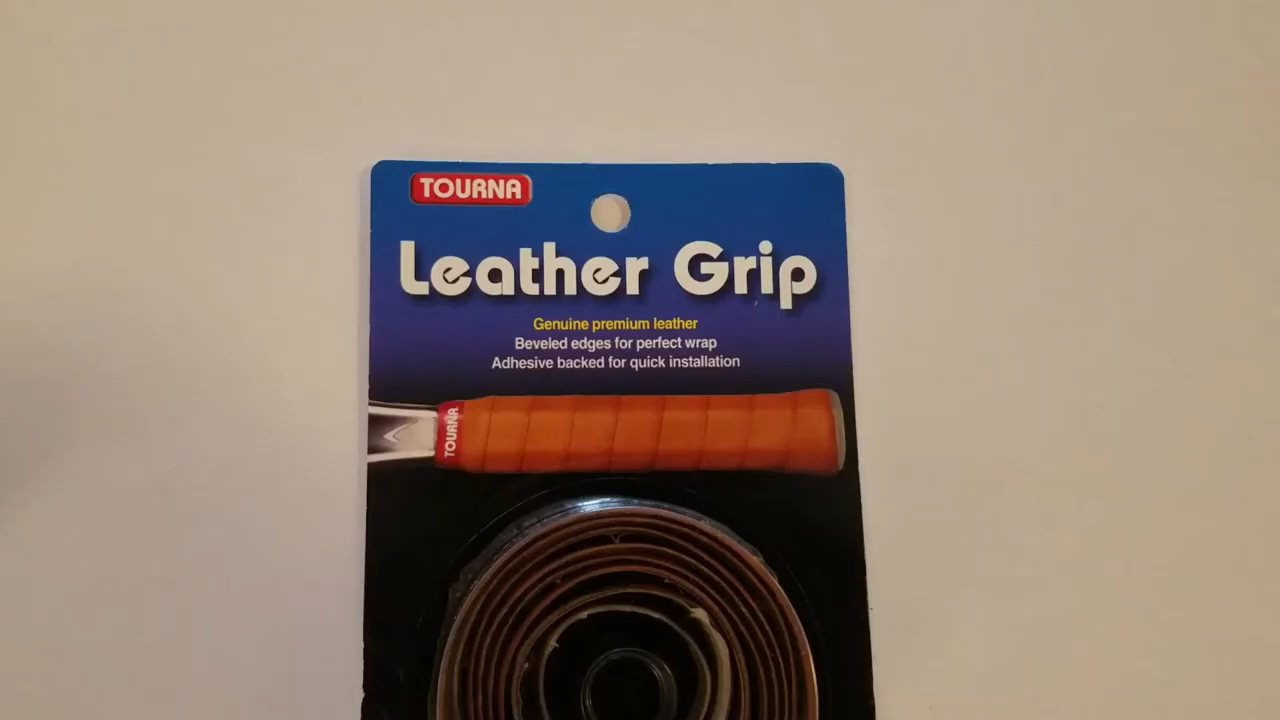 TOURNA
Leather Grip
Genuine premium leather
Beveled edges for perfect wrap
Adhesive backed for quick installation
TOURNA